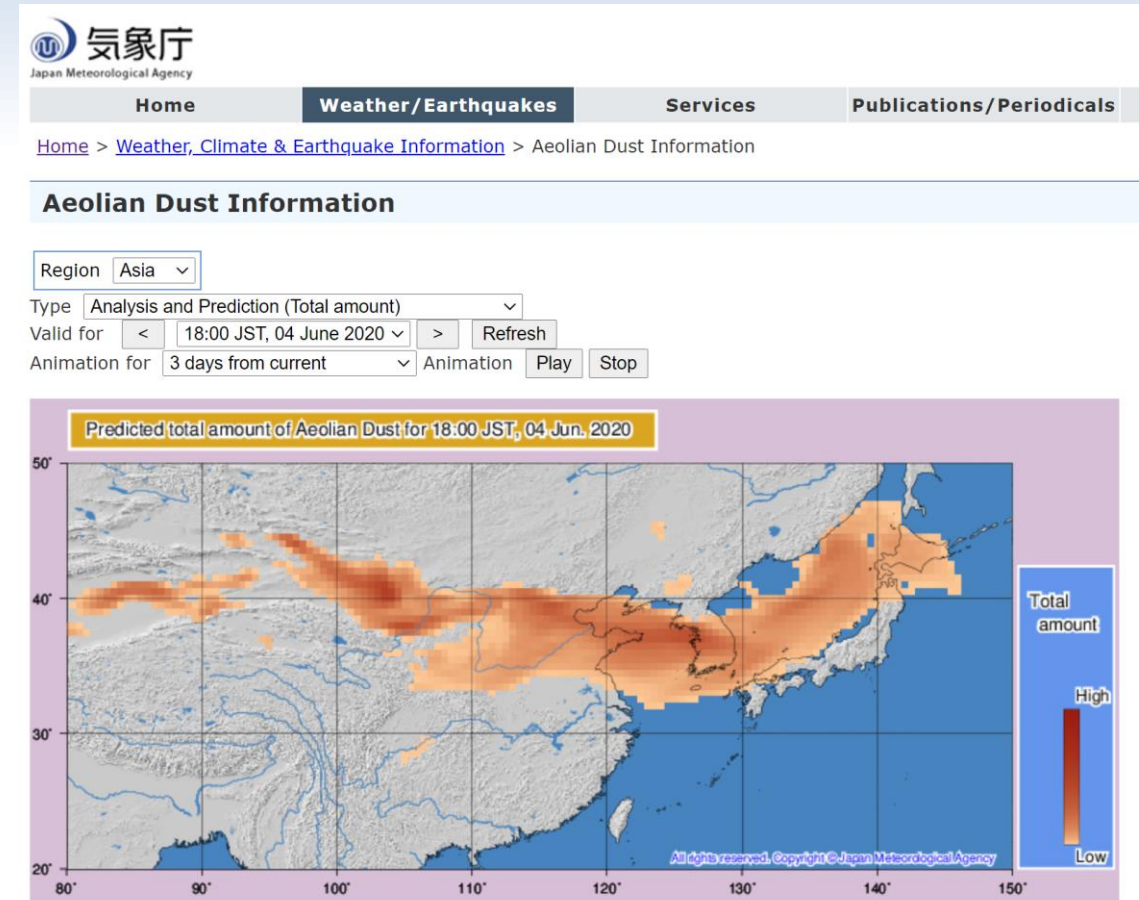 気象庁
Japan Meteorological Agency
Home Weather/Earthquakes Services Publications/Periodicals
Home > Weather, Climate & Earthquake Information > Aeolian Dust Information
Aeolian Dust Information
Region Asia
Type Analysis and Prediction (Total amount)
Valid for < 18:00 JST, 04 June 2020 > Refresh
Animation for 3 days from current Animation Play Stop
Predicted total amount of Aeolian Dust for 18:00 JST, 04 Jun. 2020
50°
40°
30°
20°
80° 90° 100° 110° 120° 130° 140° 150°
Total
amount
High
Low
All rights reserved. Copyright © Japan Meteorological Agency